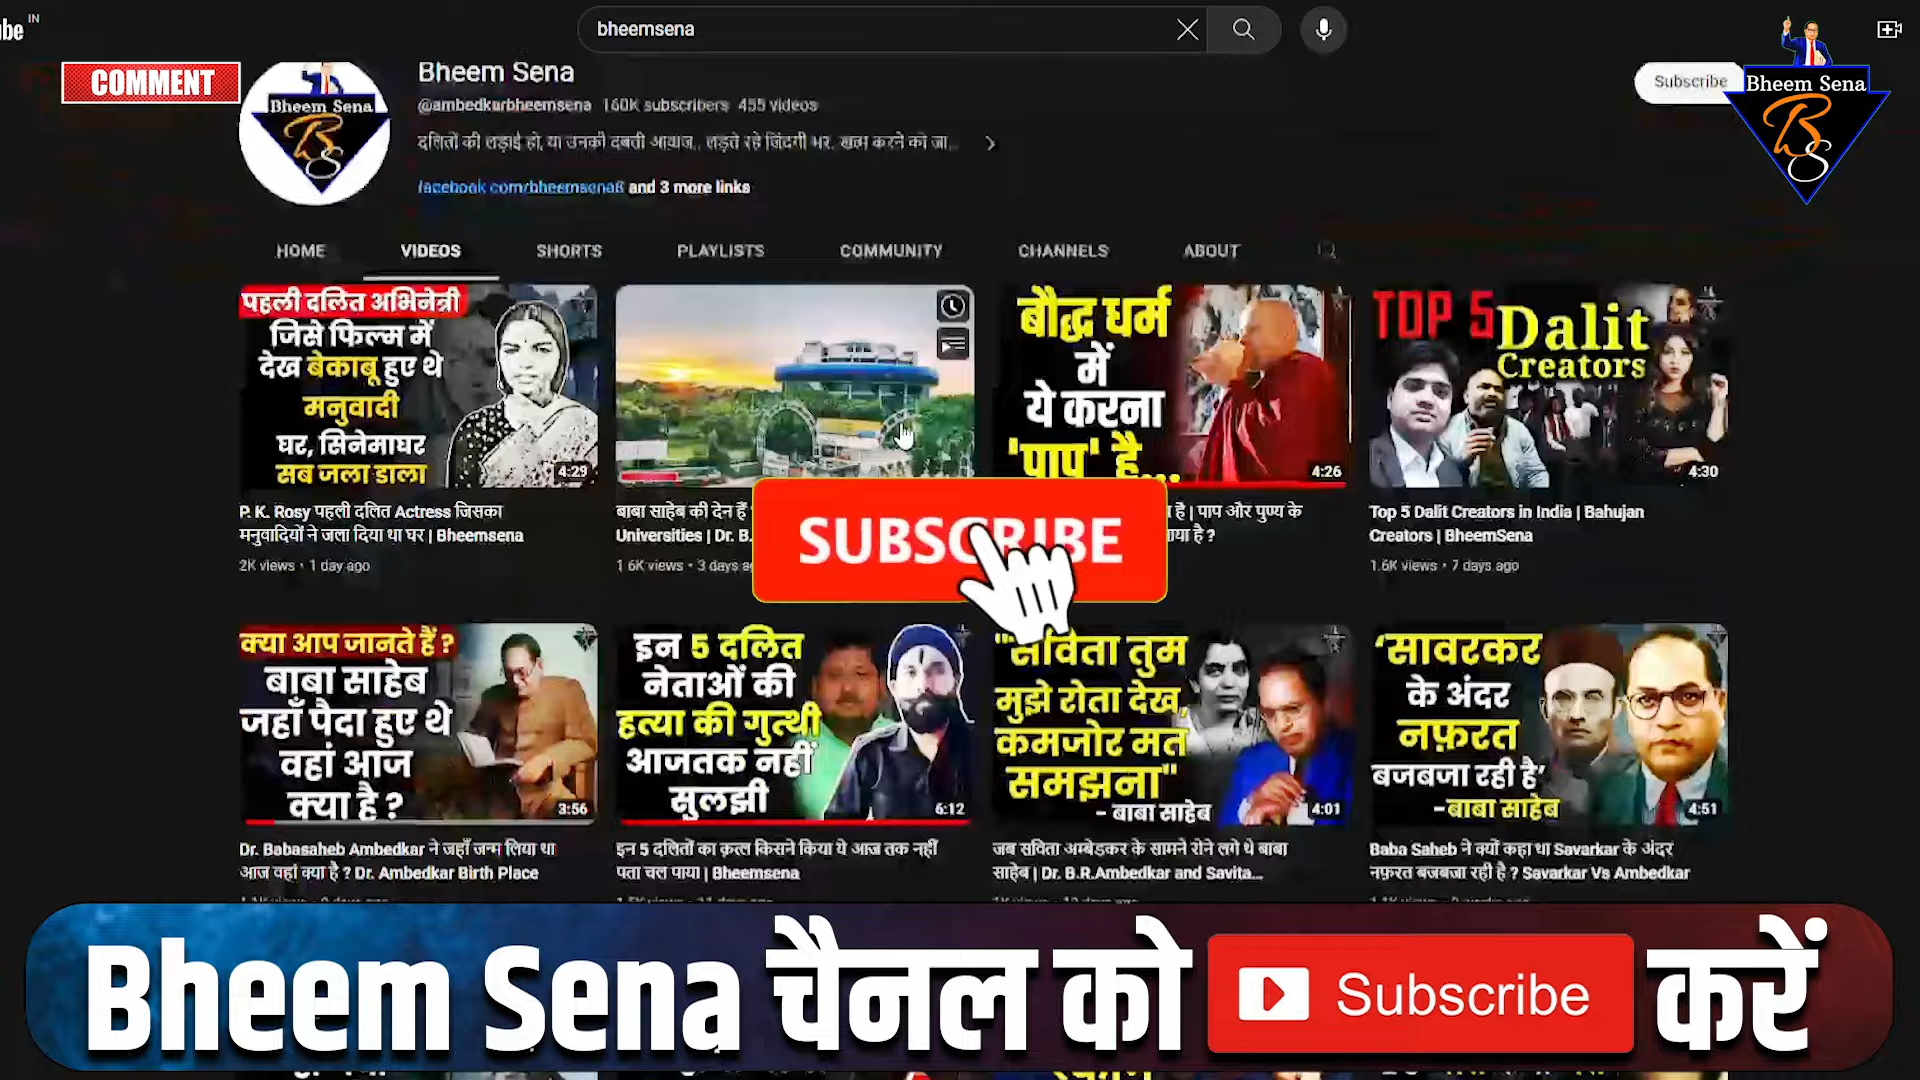 IN
bheemsena
COMMENT
Bheem Sena
Bheem Sena
@ambedkarbheemsena 160K subscribers 455 videos
दलितों की लड़ाई हो, या उनकी दबती आवाज.. लड़ते रहे जिंदगी भर. खत्म करने को जा...
facebook.com/bheemsena8 and 3 more links
Subscribe
Bheem Sena
BS
HOME VIDEOS SHORTS PLAYLISTS COMMUNITY CHANNELS ABOUT
पहली दलित अभिनेत्री
जिसे फिल्म में
देख बेकाबू हुए थे
मनुवादी
घर, सिनेमाघर
सब जला डाला
4:29
बौद्ध धर्म
में
ये करना
'पाप' है...
4:26
TOP 5 Dalit
Creators
4:30
P. K. Rosy पहली दलित Actress जिसका
मनुवादियों ने जला दिया था घर | Bheemsena
2K views • 1 day ago
बाबा साहेब की देन हैं
Universities | Dr. B.
1.6K views • 3 days
है | पाप और पुण्य के
Top 5 Dalit Creators in India | Bahujan
Creators | BheemSena
1.6K views • 7 days ago
SUBSCRIBE
क्या आप जानते हैं ?
बाबा साहेब
जहाँ पैदा हुए थे
वहां आज
क्या है ?
3:56
इन 5 दलित
नेताओं की
हत्या की गुत्थी
आजतक नहीं
सुलझी
6:12
"सविता तुम
मुझे रोता देख,
कमजोर मत
समझना"
- बाबा साहेब
4:01
'सावरकर
के अंदर
नफ़रत
बजबजा रही है'
-बाबा साहेब
4:51
Dr. Babasaheb Ambedkar ने जहाँ जन्म लिया था
आज वहां क्या है ? Dr. Ambedkar Birth Place
इन 5 दलितों का क़त्ल किसने किया ये आज तक नहीं
पता चल पाया | Bheemsena
जब सविता अम्बेडकर के सामने रोने लगे थे बाबा
साहेब | Dr. B.R.Ambedkar and Savita...
Baba Saheb ने क्यों कहा था Savarkar के अंदर
नफ़रत बजबजा रही है ? Savarkar Vs Ambedkar
Bheem Sena चैनल को Subscribe करें